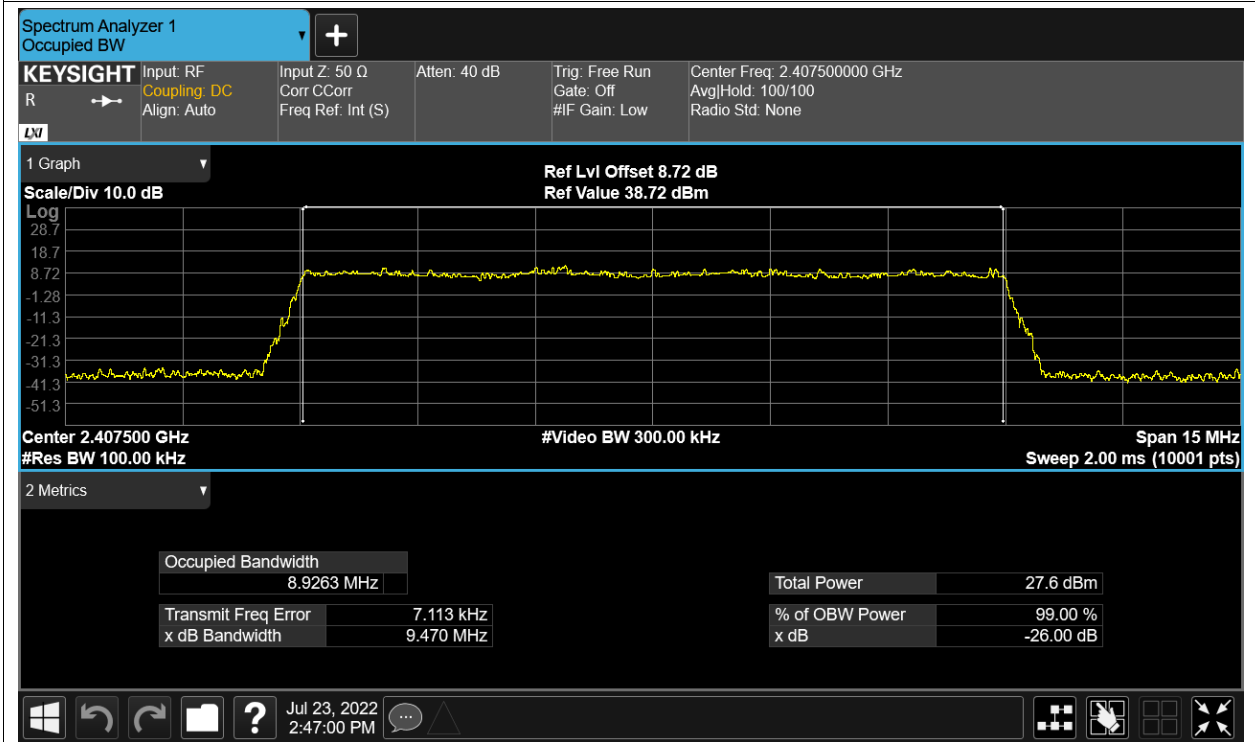 Spectrum Analyzer 1
Occupied BW
KEYSIGHT
R
LXI
Input: RF
Coupling: DC
Align: Auto
Input Z: 50 Ω
Corr CCorr
Freq Ref: Int (S)
Atten: 40 dB
Trig: Free Run
Gate: Off
#IF Gain: Low
Center Freq: 2.407500000 GHz
Avg|Hold: 100/100
Radio Std: None
1 Graph
Scale/Div 10.0 dB
Ref Lvl Offset 8.72 dB
Ref Value 38.72 dBm
Log
28.7
18.7
8.72
-1.28
-11.3
-21.3
-31.3
-41.3
-51.3
Center 2.407500 GHz
#Video BW 300.00 kHz
Span 15 MHz
#Res BW 100.00 kHz
Sweep 2.00 ms (10001 pts)
2 Metrics
Occupied Bandwidth
8.9263 MHz
Total Power 27.6 dBm
Transmit Freq Error 7.113 kHz
% of OBW Power 99.00 %
x dB Bandwidth 9.470 MHz
x dB -26.00 dB
?
Jul 23, 2022
2:47:00 PM